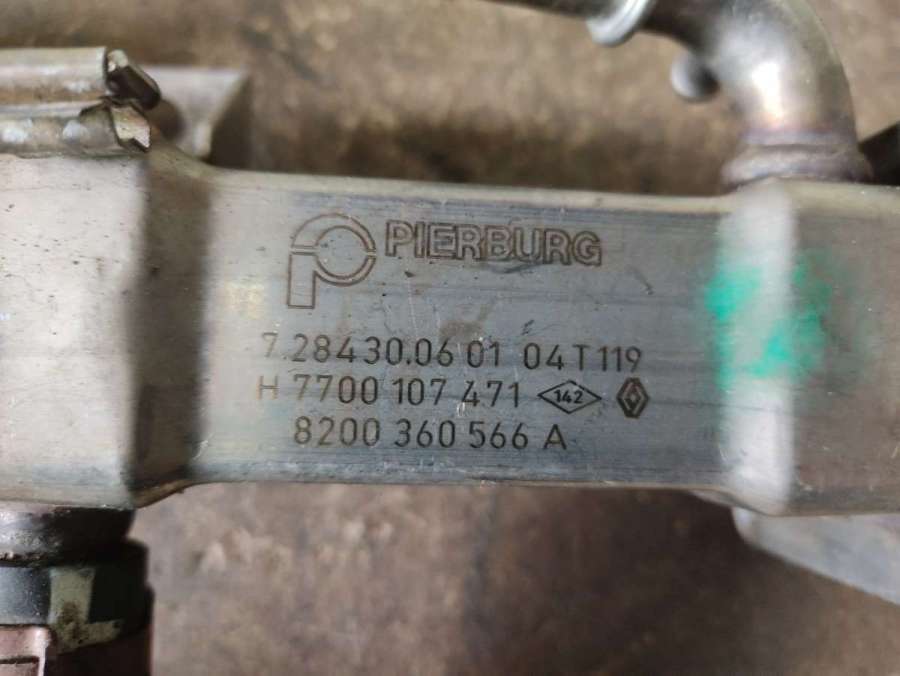 PIERBURG
7.28430.06 01 04T119
H 7700 107 471 142
8200 360 566 A